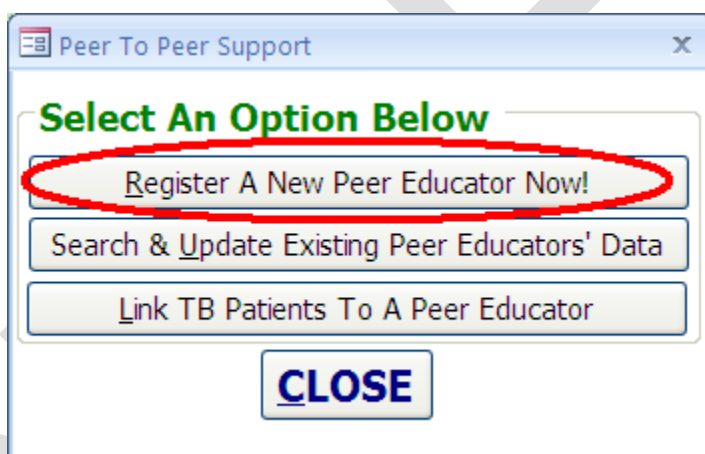 Peer To Peer Support
x
Select An Option Below
Register A New Peer Educator Now!
Search & Update Existing Peer Educators' Data
Link TB Patients To A Peer Educator
CLOSE